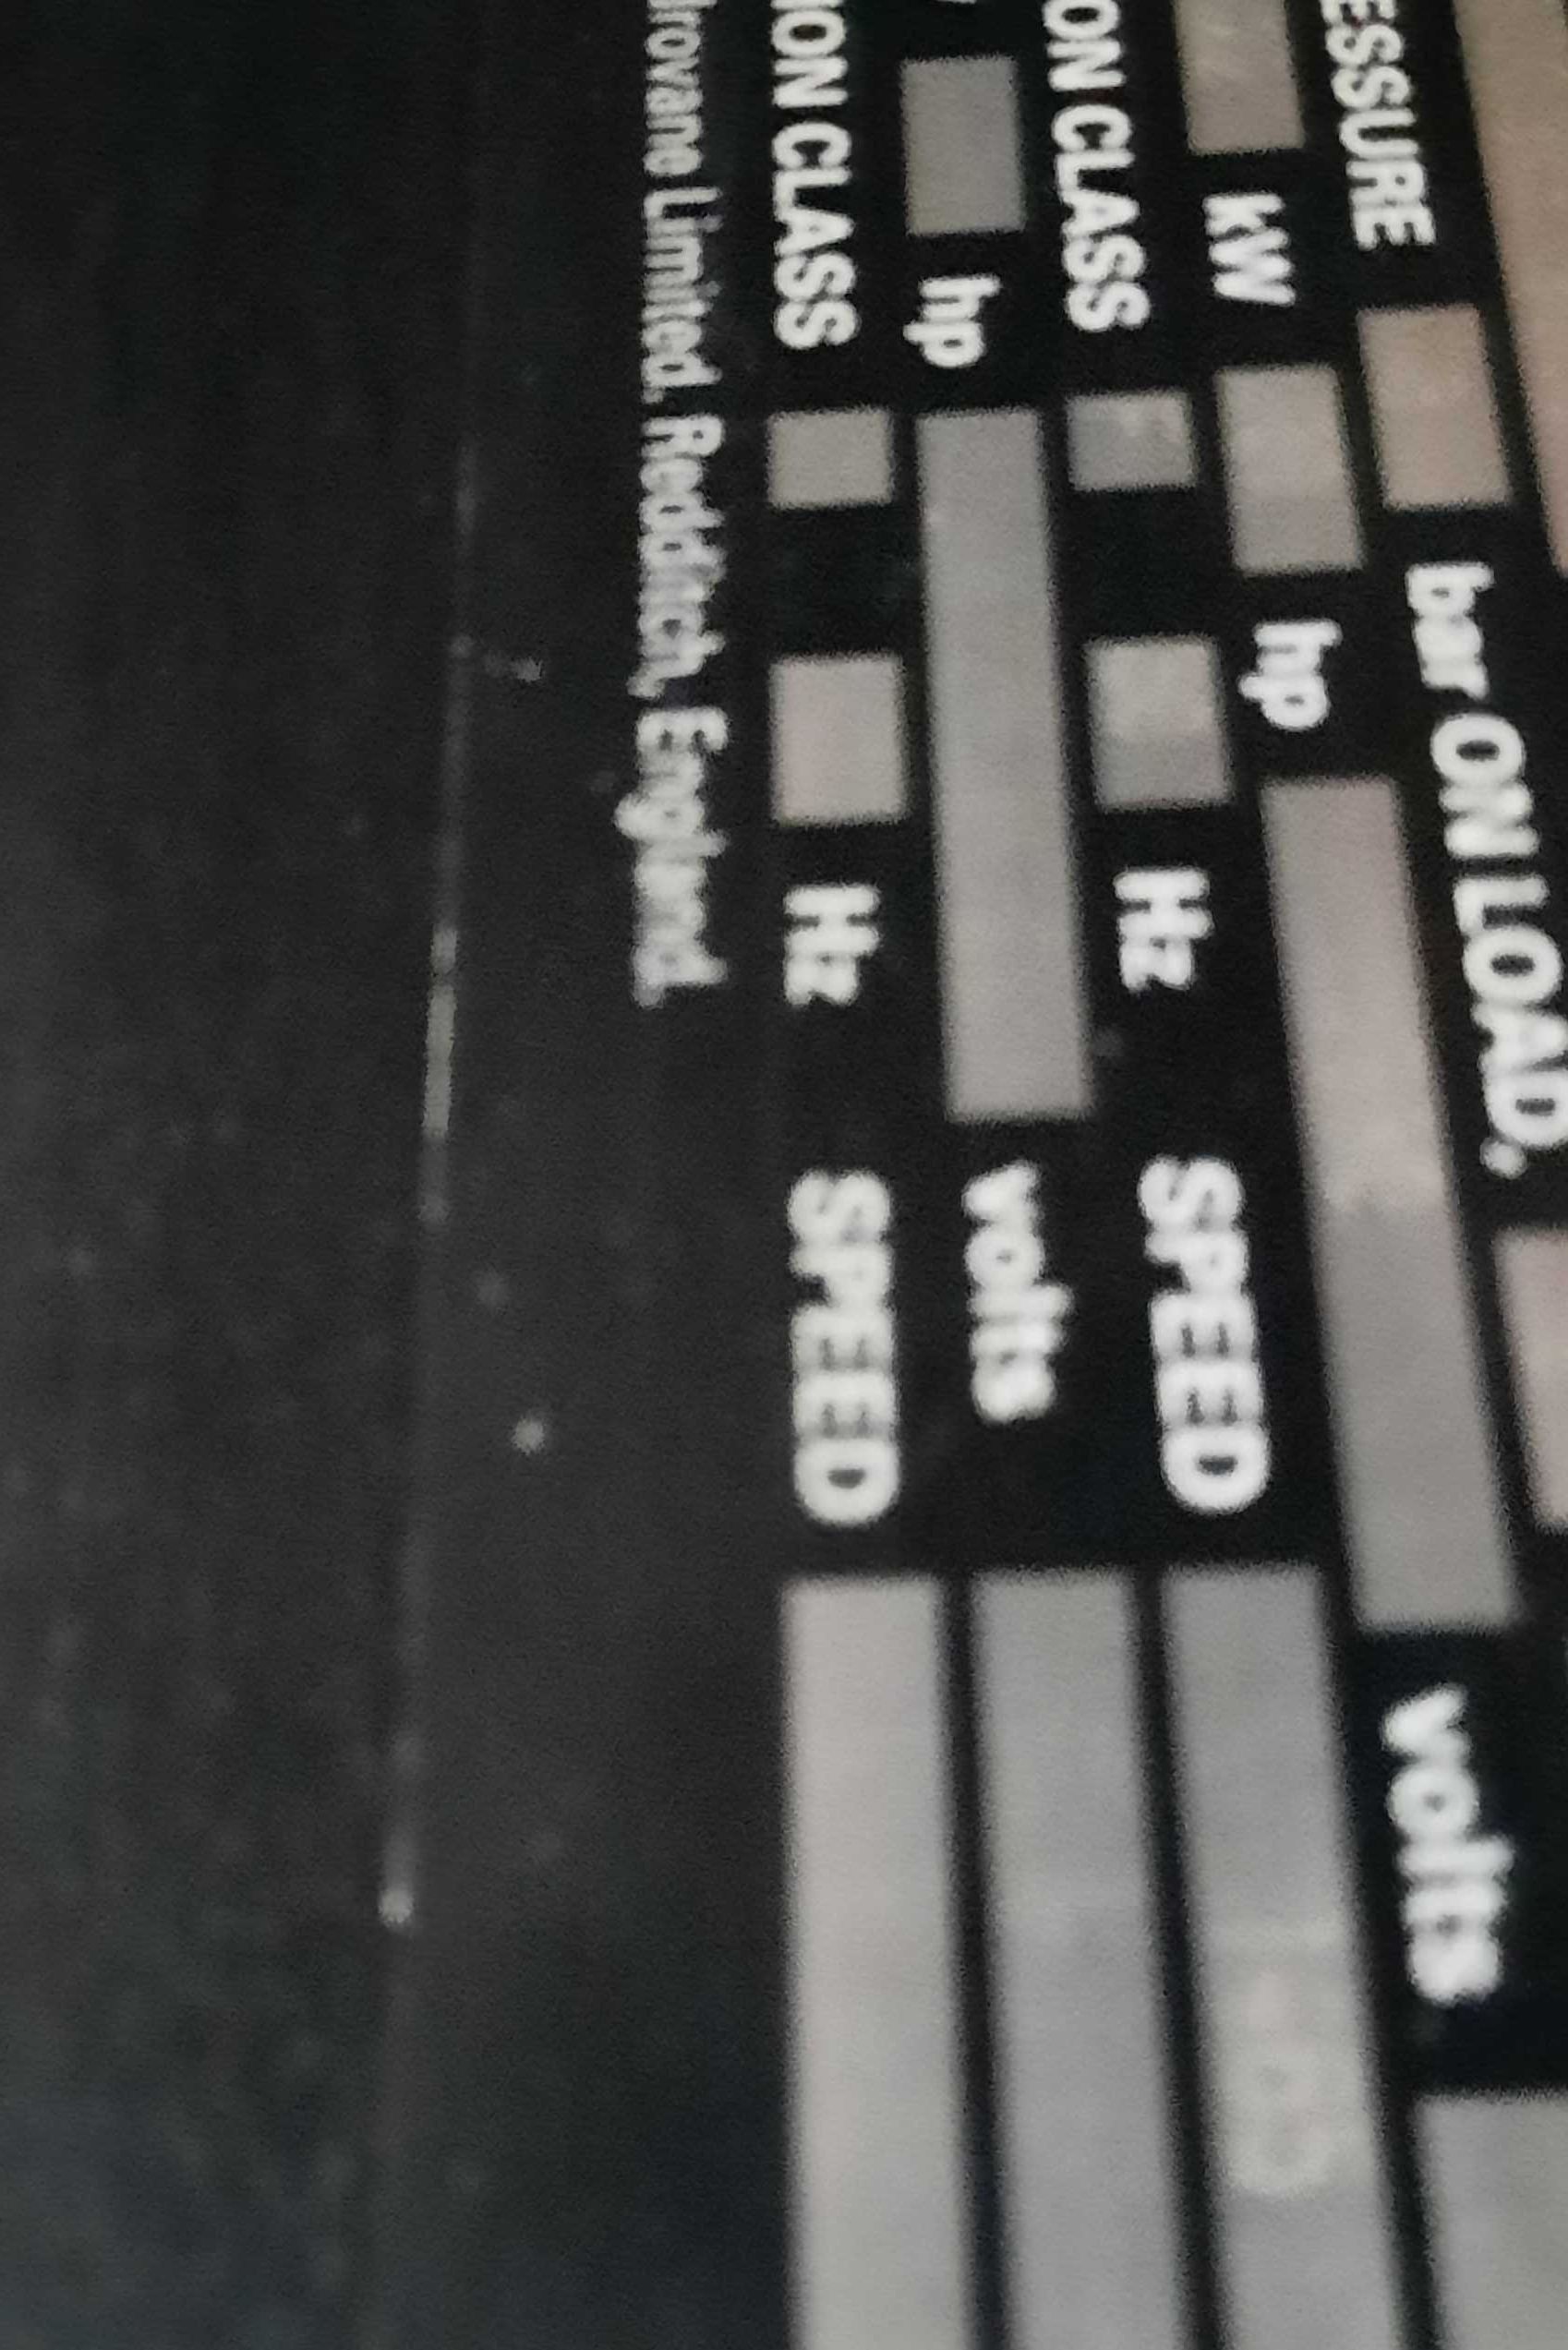 ESSURE bar ON LOAD.
kW hp volts
ON CLASS Hz SPEED
hp volts
ION CLASS Hz SPEED
drovane Limited. Redditch, England.